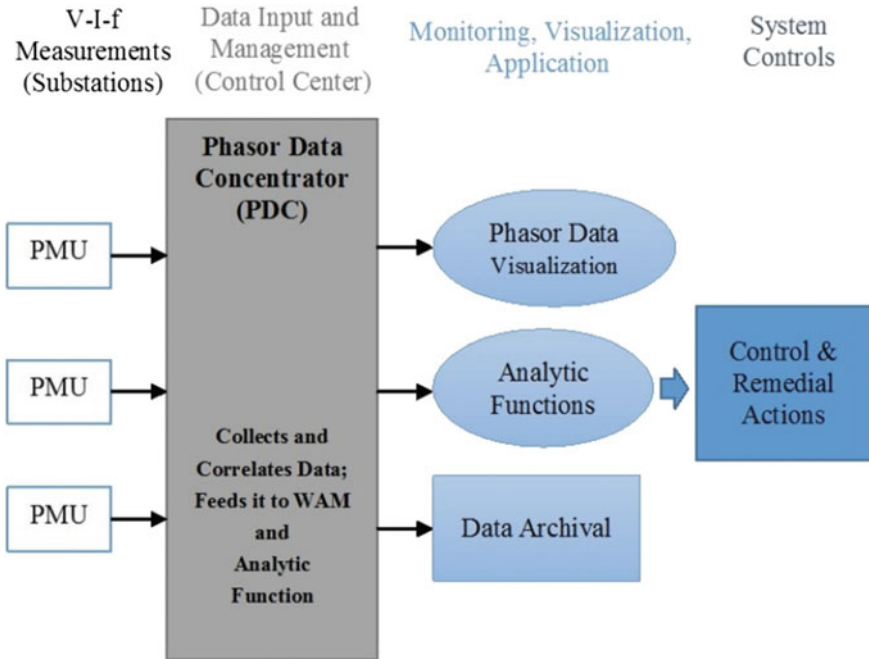 V-I-f
Measurements
(Substations)
Data Input and
Management
(Control Center)
Monitoring, Visualization,
Application
System
Controls
Phasor Data
Concentrator
(PDC)
Collects and
Correlates Data;
Feeds it to WAM
and
Analytic
Function
PMU
PMU
PMU
Phasor Data
Visualization
Analytic
Functions
Data Archival
Control &
Remedial
Actions